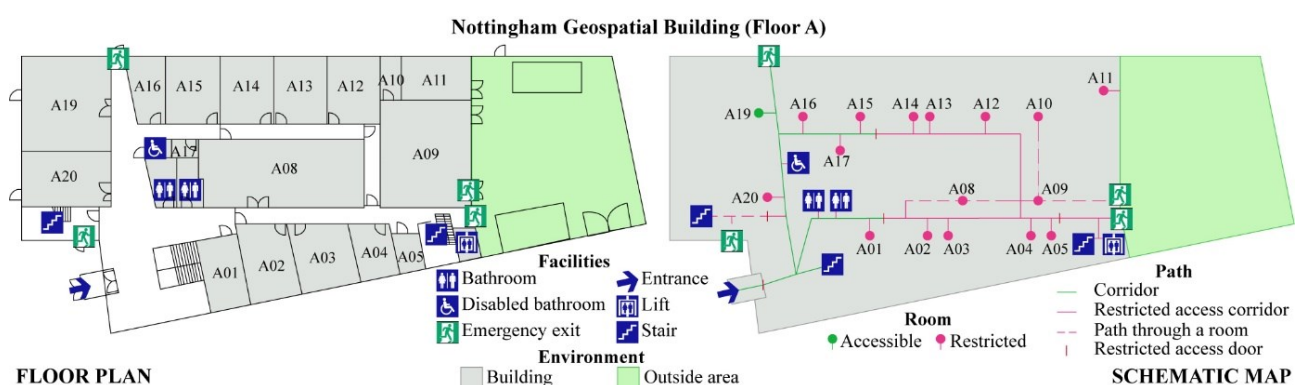 Nottingham Geospatial Building (Floor A)
A19
A16
A15
A14
A13
A12
A10
A11
A17
A08
A09
A20
A01
A02
A03
A04
A05
Facilities
Bathroom
Entrance
Disabled bathroom
Lift
Emergency exit
Stair
Environment
Building
Outside area
FLOOR PLAN
A11
A19
A16
A15
A14
A13
A12
A10
A17
A20
A08
A09
A01
A02
A03
A04
A05
Room
Accessible
Restricted
Path
Corridor
Restricted access corridor
Path through a room
Restricted access door
SCHEMATIC MAP